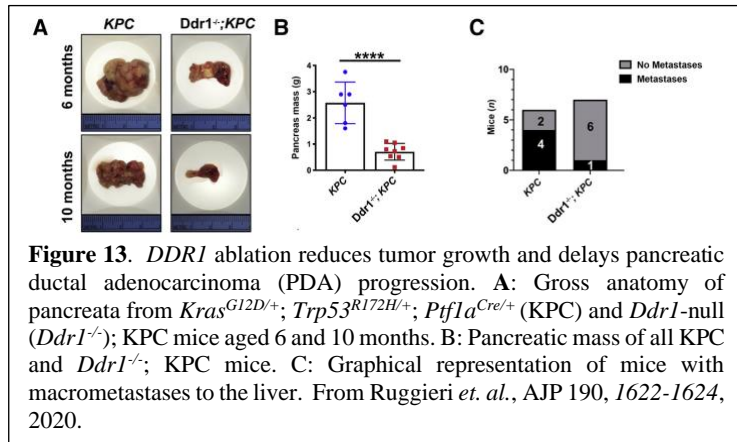 A
KPC
Ddr1-/-;KPC
6 months
10 months
B
****
Pancreas mass (g)
4
3
2
1
0
KPC
Ddr1-/-; KPC
C
No Metastases
Metastases
Mice (n)
10
5
0
2
4
6
1
KPC
Ddr1-/-; KPC
Figure 13. DDR1 ablation reduces tumor growth and delays pancreatic
ductal adenocarcinoma (PDA) progression. A: Gross anatomy of
pancreata from KrasG12D/+; Trp53R172H/+; Ptf1aCre/+ (KPC) and Ddr1-null
(Ddr1-/-); KPC mice aged 6 and 10 months. B: Pancreatic mass of all KPC
and Ddr1-/-; KPC mice. C: Graphical representation of mice with
macrometastases to the liver. From Ruggieri et. al., AJP 190, 1622-1624,
2020.